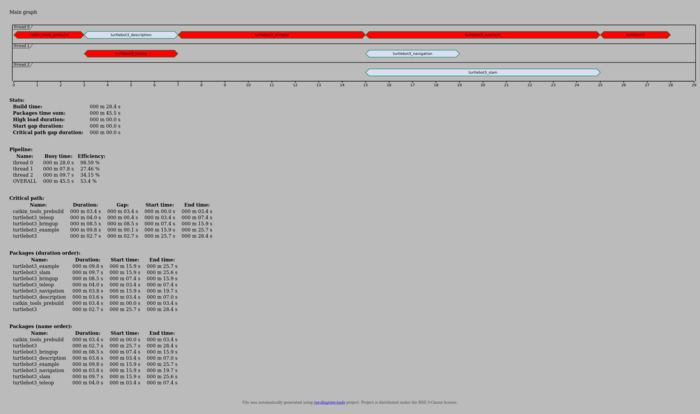 Main graph
thread 0
catkin_tools_prebuild turtlebot3_description turtlebot3_bringup turtlebot3_example turtlebot3
thread 1
turtlebot3_teleop turtlebot3_navigation
thread 2
turtlebot3_slam
0 1 2 3 4 5 6 7 8 9 10 11 12 13 14 15 16 17 18 19 20 21 22 23 24 25 26 27 28 29
Stats:
Build time: 000 m 28.4 s
Packages time sum: 000 m 45.5 s
High load duration: 000 m 00.0 s
Start gap duration: 000 m 00.0 s
Critical path gap duration: 000 m 00.0 s
Pipeline:
Name: Busy time: Efficiency:
thread 0 000 m 28.0 s 98.59 %
thread 1 000 m 07.8 s 27.46 %
thread 2 000 m 09.7 s 34.15 %
OVERALL 000 m 45.5 s 53.4 %
Critical path:
Name: Duration: Gap: Start time: End time:
catkin_tools_prebuild 000 m 03.4 s 000 m 03.4 s 000 m 00.0 s 000 m 03.4 s
turtlebot3_teleop 000 m 04.0 s 000 m 00.4 s 000 m 03.4 s 000 m 07.4 s
turtlebot3_bringup 000 m 08.5 s 000 m 08.5 s 000 m 07.4 s 000 m 15.9 s
turtlebot3_example 000 m 09.8 s 000 m 00.1 s 000 m 15.9 s 000 m 25.7 s
turtlebot3 000 m 02.7 s 000 m 02.7 s 000 m 25.7 s 000 m 28.4 s
Packages (duration order):
Name: Duration: Start time: End time:
turtlebot3_example 000 m 09.8 s 000 m 15.9 s 000 m 25.7 s
turtlebot3_slam 000 m 09.7 s 000 m 15.9 s 000 m 25.6 s
turtlebot3_bringup 000 m 08.5 s 000 m 07.4 s 000 m 15.9 s
turtlebot3_teleop 000 m 04.0 s 000 m 03.4 s 000 m 07.4 s
turtlebot3_navigation 000 m 03.8 s 000 m 15.9 s 000 m 19.7 s
turtlebot3_description 000 m 03.6 s 000 m 03.4 s 000 m 07.0 s
catkin_tools_prebuild 000 m 03.4 s 000 m 00.0 s 000 m 03.4 s
turtlebot3 000 m 02.7 s 000 m 25.7 s 000 m 28.4 s
Packages (name order):
Name: Duration: Start time: End time:
catkin_tools_prebuild 000 m 03.4 s 000 m 00.0 s 000 m 03.4 s
turtlebot3 000 m 02.7 s 000 m 25.7 s 000 m 28.4 s
turtlebot3_bringup 000 m 08.5 s 000 m 07.4 s 000 m 15.9 s
turtlebot3_description 000 m 03.6 s 000 m 03.4 s 000 m 07.0 s
turtlebot3_example 000 m 09.8 s 000 m 15.9 s 000 m 25.7 s
turtlebot3_navigation 000 m 03.8 s 000 m 15.9 s 000 m 19.7 s
turtlebot3_slam 000 m 09.7 s 000 m 15.9 s 000 m 25.6 s
turtlebot3_teleop 000 m 04.0 s 000 m 03.4 s 000 m 07.4 s
File was automatically generated using project. Project is distributed under the BSD 3-Clause license.